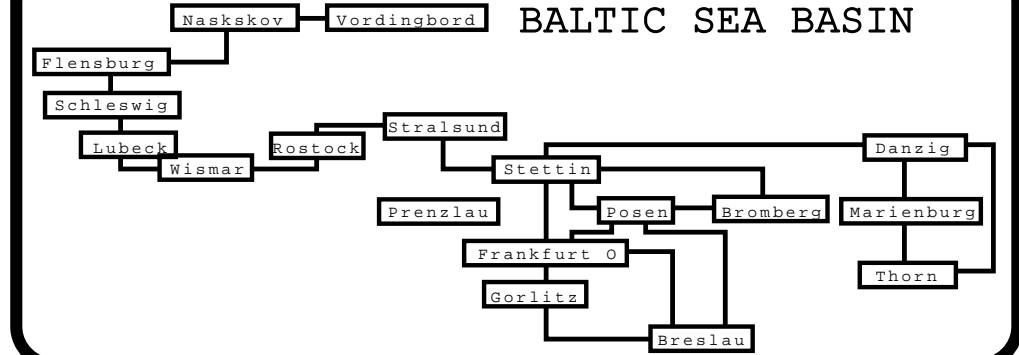 BALTIC SEA BASIN
Naskskov
Vordingbord
Flensburg
Schleswig
Lubeck
Wismar
Rostock
Stralsund
Stettin
Danzig
Prenzlau
Posen
Bromberg
Marienburg
Frankfurt O
Thorn
Gorlitz
Breslau